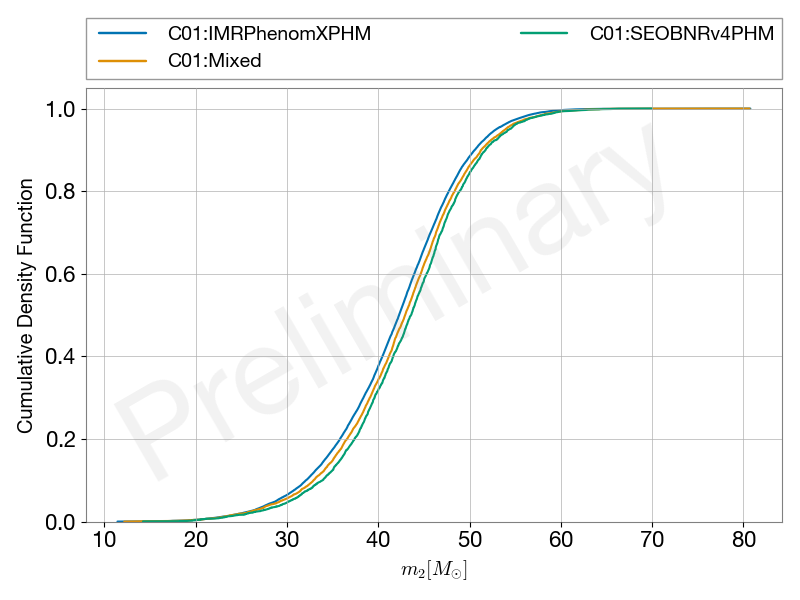 C01:IMRPhenomXPHM
C01:Mixed
C01:SEOBNRv4PHM
Cumulative Density Function
1.0
0.8
0.6
0.4
0.2
0.0
10 20 30 40 50 60 70 80
m₂[M☉]
Preliminary